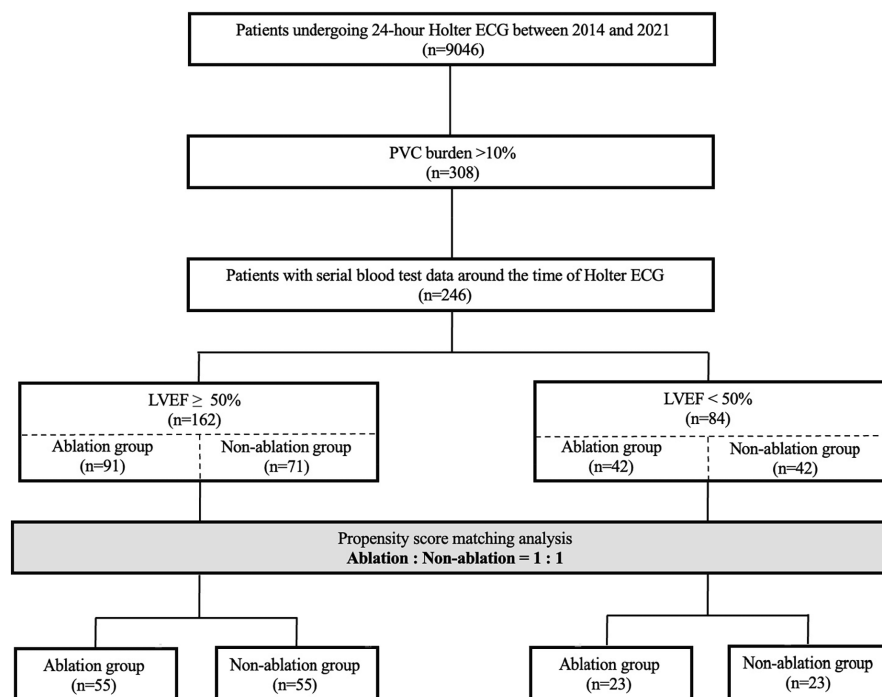 Patients undergoing 24-hour Holter ECG between 2014 and 2021
(n=9046)
PVC burden >10%
(n=308)
Patients with serial blood test data around the time of Holter ECG
(n=246)
LVEF ≥ 50%
(n=162)
Ablation group
(n=91)
Non-ablation group
(n=71)
LVEF < 50%
(n=84)
Ablation group
(n=42)
Non-ablation group
(n=42)
Propensity score matching analysis
Ablation : Non-ablation = 1 : 1
Ablation group
(n=55)
Non-ablation group
(n=55)
Ablation group
(n=23)
Non-ablation group
(n=23)